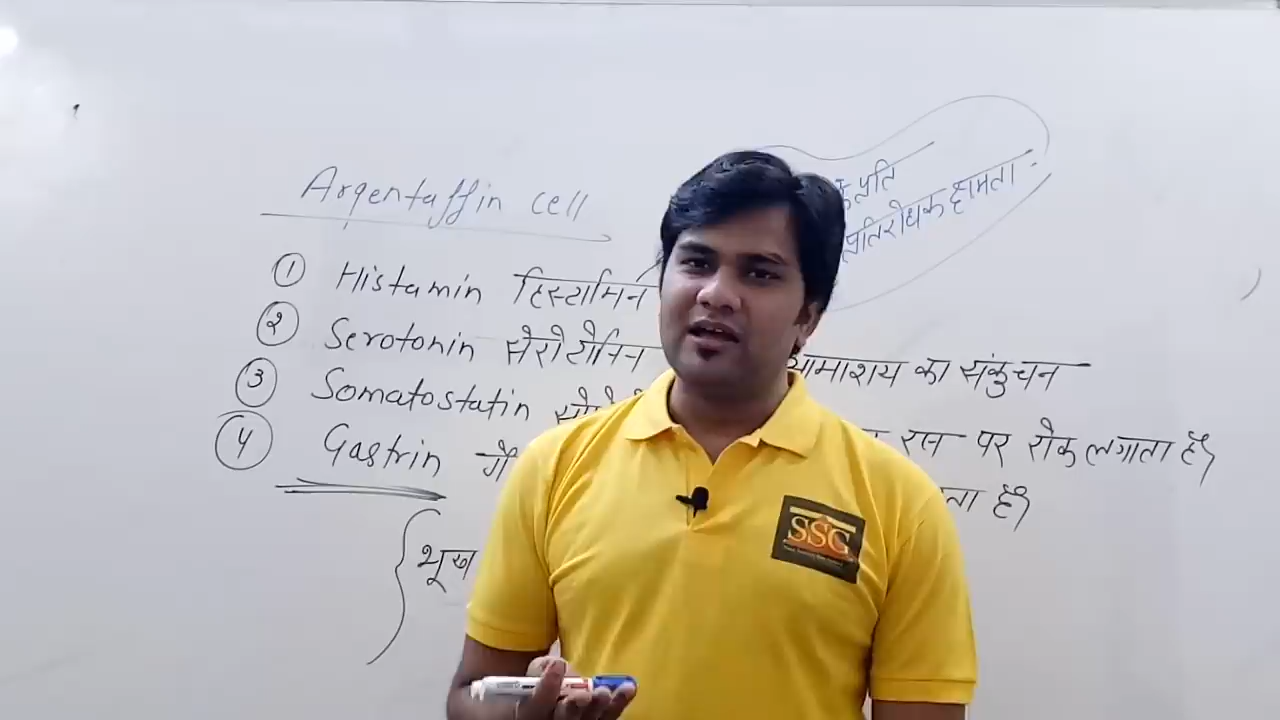 Argentaffin cell
के प्रति
प्रतिरोधक क्षमता
① Histamin हिस्टामिन
② Serotonin सेरोटोनिन आमाशय का संकुचन
③ Somatostatin रस पर रोक लगाता है
④ Gastrin है
भूख
SSG